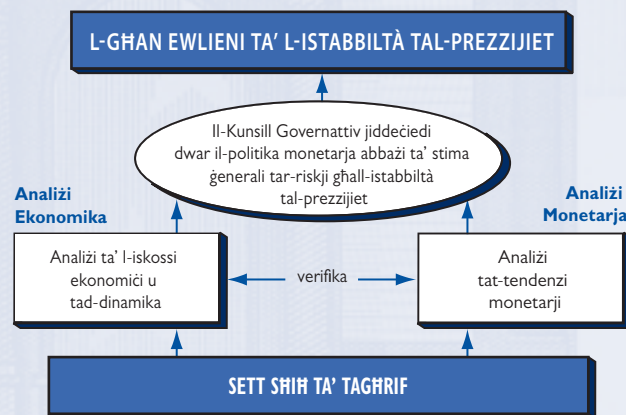 L-GĦAN EWLIENI TA’ L-ISTABBILTÀ TAL-PREZZIJIET
Il-Kunsill Governattiv jiddeċiedi
dwar il-politika monetarja abbażi ta’ stima
ġenerali tar-riskji għall-istabbiltà
tal-prezzijiet
Analiżi
Ekonomika
Analiżi
Monetarja
Analiżi ta’ l-iskossi
ekonomiċi u
tad-dinamika
verifika
Analiżi
tat-tendenzi
monetarji
SETT SĦIĦ TA’ TAGĦRIF